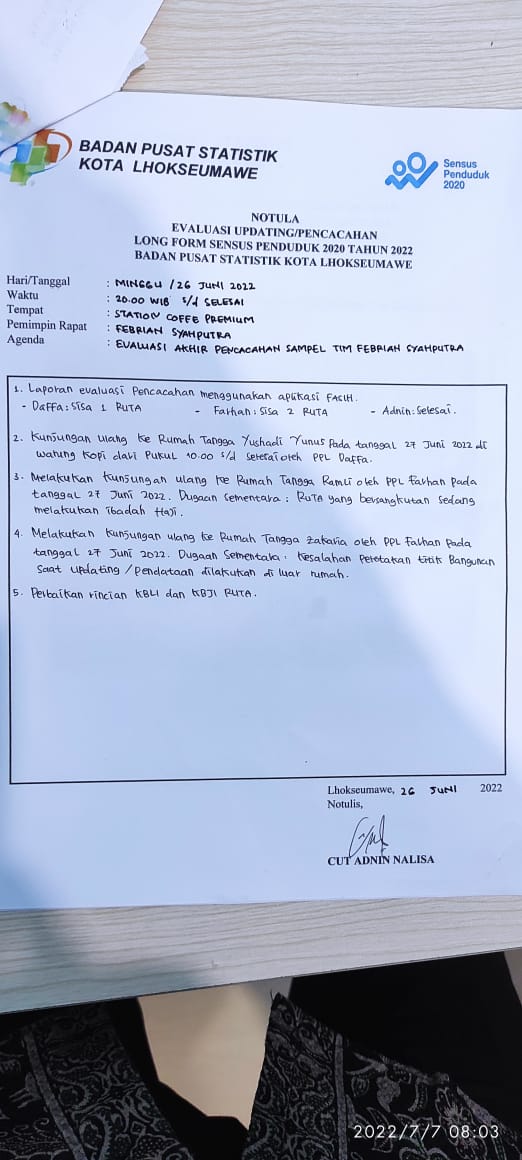 BADAN PUSAT STATISTIK
KOTA LHOKSEUMAWE
Sensus
Penduduk
2020
NOTULA
EVALUASI UPDATING/PENCACAHAN
LONG FORM SENSUS PENDUDUK 2020 TAHUN 2022
BADAN PUSAT STATISTIK KOTA LHOKSEUMAWE
Hari/Tanggal : MINGGU / 26 JUNI 2022
Waktu : 20.00 WIB s/d SELESAI
Tempat : STATION COFFE PREMIUM
Pemimpin Rapat : FEBRIAN SYAHPUTRA
Agenda : EVALUASI AKHIR PENCACAHAN SAMPEL TIM FEBRIAN SYAHPUTRA
1. Laporan evaluasi Pencacahan menggunakan aplikasi FASIH.
- Daffa : Sisa 1 RUTA - Farhan : Sisa 2 RUTA - Adnin : Selesai.
2. Kunjungan ulang ke Rumah Tangga Yushadi Yunus Pada tanggal 27 Juni 2022 di
warung kopi dari Pukul 10.00 s/d selesai oleh PPL Daffa.
3. Melakukan kunjungan ulang ke Rumah Tangga Ramli oleh PPL Farhan pada
tanggal 27 Juni 2022. Dugaan sementara : RUTA yang bersangkutan sedang
melakukan ibadah Haji.
4. Melakukan kunjungan ulang ke Rumah Tangga Zakaria oleh PPL Farhan pada
tanggal 27 Juni 2022. Dugaan Sementara : Kesalahan Peletakan titik Bangunan
saat updating / pendataan dilakukan di luar rumah.
5. Perbaikan rincian KBLI dan KBJI RUTA.
Lhokseumawe, 26 JUNI 2022
Notulis,
CUT ADNIN NALISA
2022/7/7 08:03